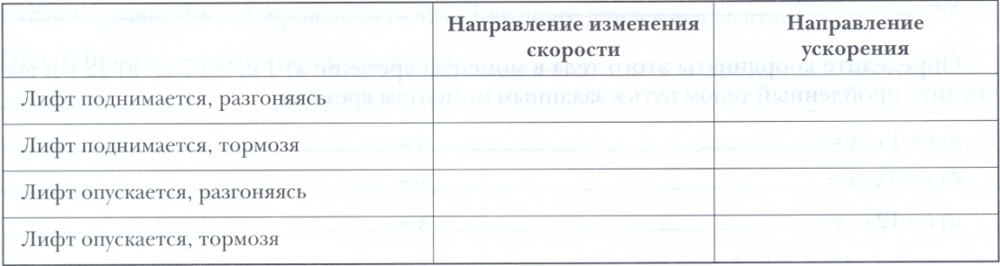 Направление изменения скорости
Направление ускорения
Лифт поднимается, разгоняясь
Лифт поднимается, тормозя
Лифт опускается, разгоняясь
Лифт опускается, тормозя